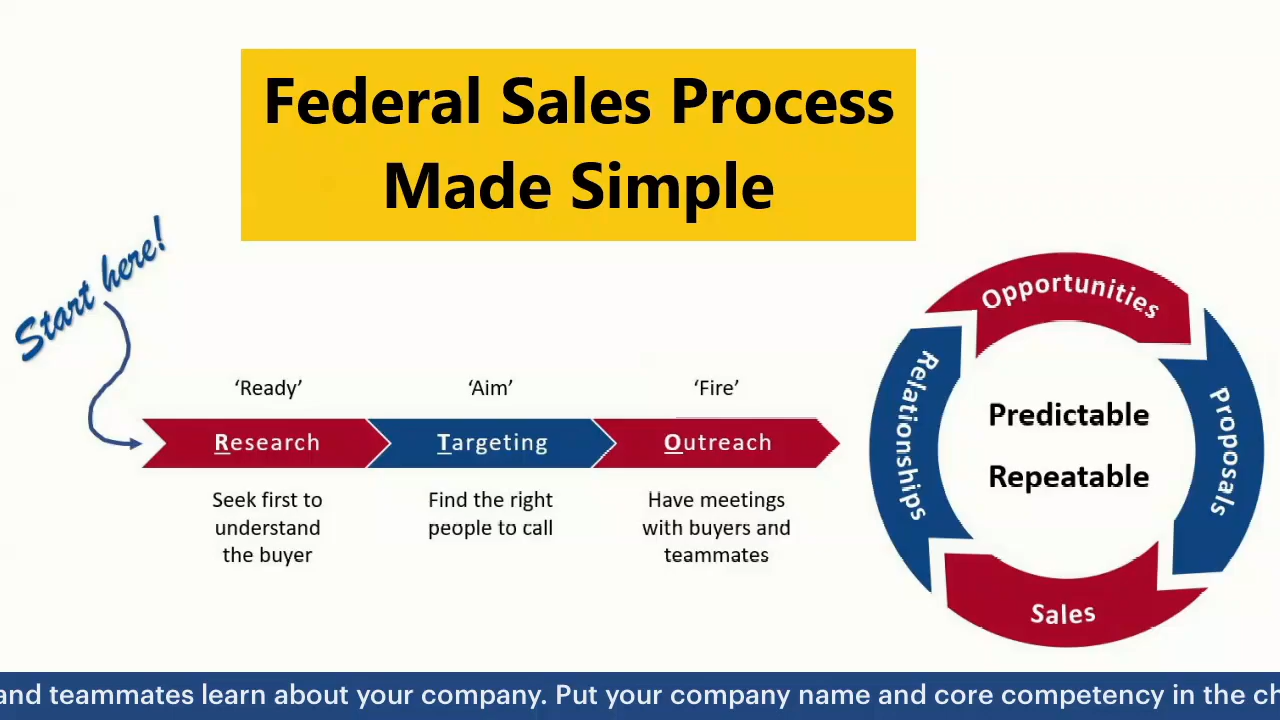 Federal Sales Process
Made Simple
Start here!
‘Ready’
‘Aim’
‘Fire’
Research
Targeting
Outreach
Seek first to
understand
the buyer
Find the right
people to call
Have meetings
with buyers and
teammates
Opportunities
Proposals
Sales
Relationships
Predictable
Repeatable
and teammates learn about your company. Put your company name and core competency in the